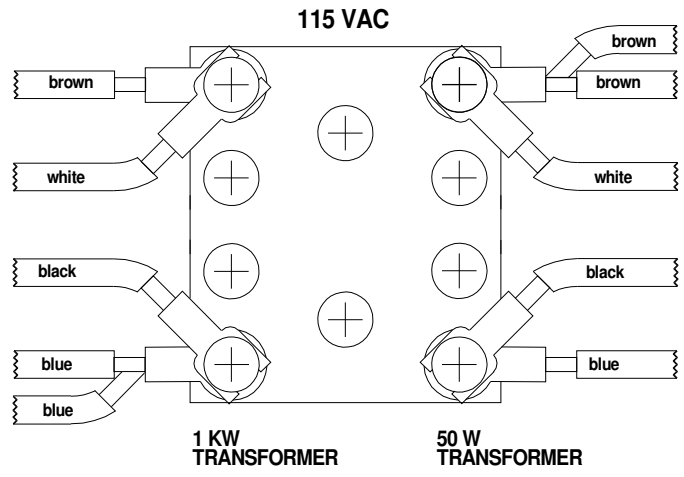 115 VAC
brown
brown
brown
white
white
black
black
blue
blue
blue
1 KW
TRANSFORMER
50 W
TRANSFORMER